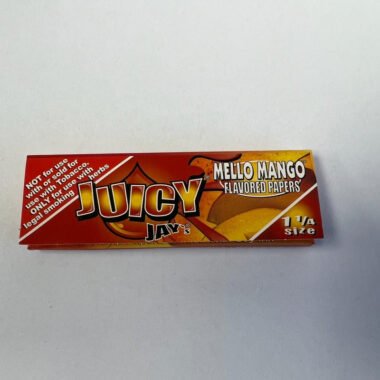 NOT for use
with or sold for
use with Tobacco.
ONLY for use with
legal smoking herbs
JUICY
JAY's
MELLO MANGO
FLAVORED PAPERS
1 1/4
size